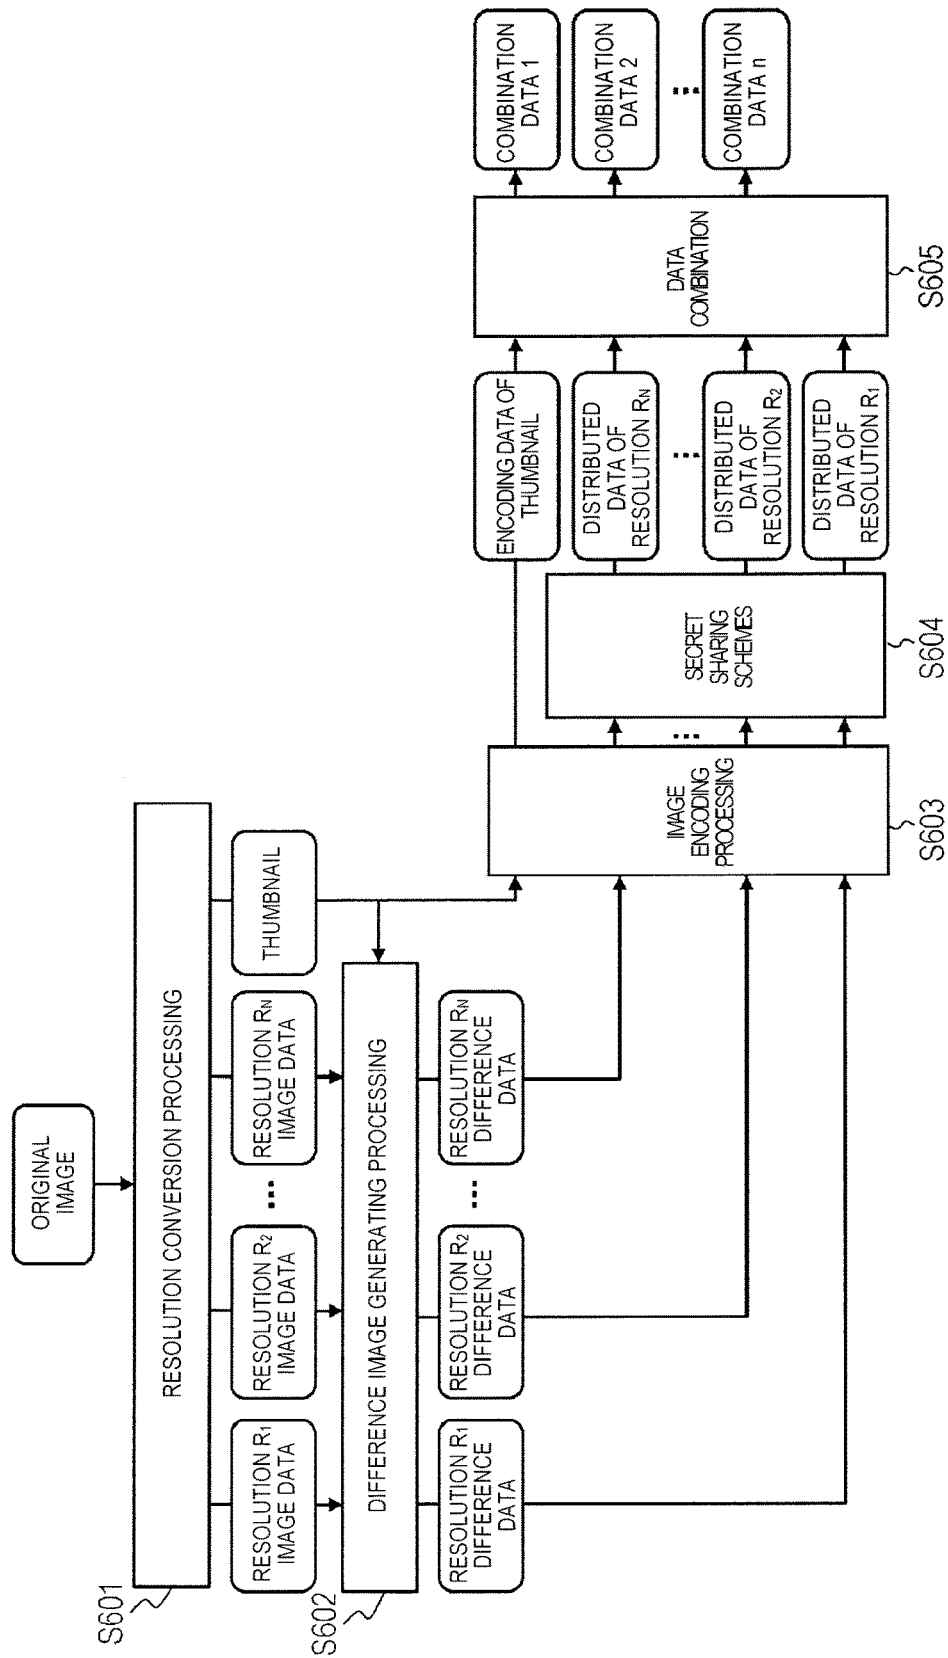 ORIGINAL
IMAGE
S601
RESOLUTION CONVERSION PROCESSING
RESOLUTION R1
IMAGE DATA
RESOLUTION R2
IMAGE DATA
...
RESOLUTION RN
IMAGE DATA
THUMBNAIL
S602
DIFFERENCE IMAGE GENERATING PROCESSING
RESOLUTION R1
DIFFERENCE
DATA
RESOLUTION R2
DIFFERENCE
DATA
...
RESOLUTION RN
DIFFERENCE
DATA
IMAGE
ENCODING
PROCESSING
S603
...
SECRET
SHARING
SCHEMES
S604
ENCODING DATA OF
THUMBNAIL
DISTRIBUTED
DATA OF
RESOLUTION RN
...
DISTRIBUTED
DATA OF
RESOLUTION R2
DISTRIBUTED
DATA OF
RESOLUTION R1
DATA
COMBINATION
S605
COMBINATION
DATA 1
COMBINATION
DATA 2
...
COMBINATION
DATA n